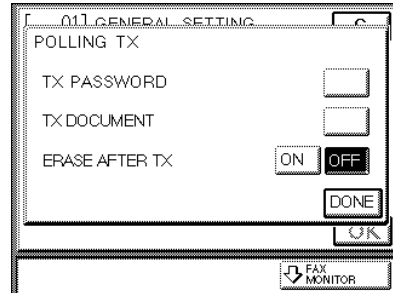 01] GENERAL SETTING
POLLING TX
TX PASSWORD
TX DOCUMENT
ERASE AFTER TX ON OFF
DONE
OK
FAX
MONITOR